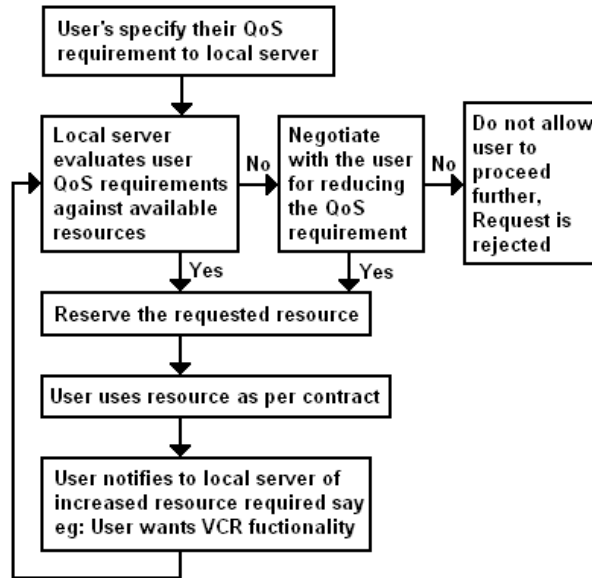 User's specify their QoS
requirement to local server
Local server
evaluates user
QoS requirements
against available
resources
No
Negotiate
with the user
for reducing
the QoS
requirement
No
Do not allow
user to
proceed
further,
Request is
rejected
Yes
Yes
Reserve the requested resource
User uses resource as per contract
User notifies to local server of
increased resource required say
eg: User wants VCR fuctionality